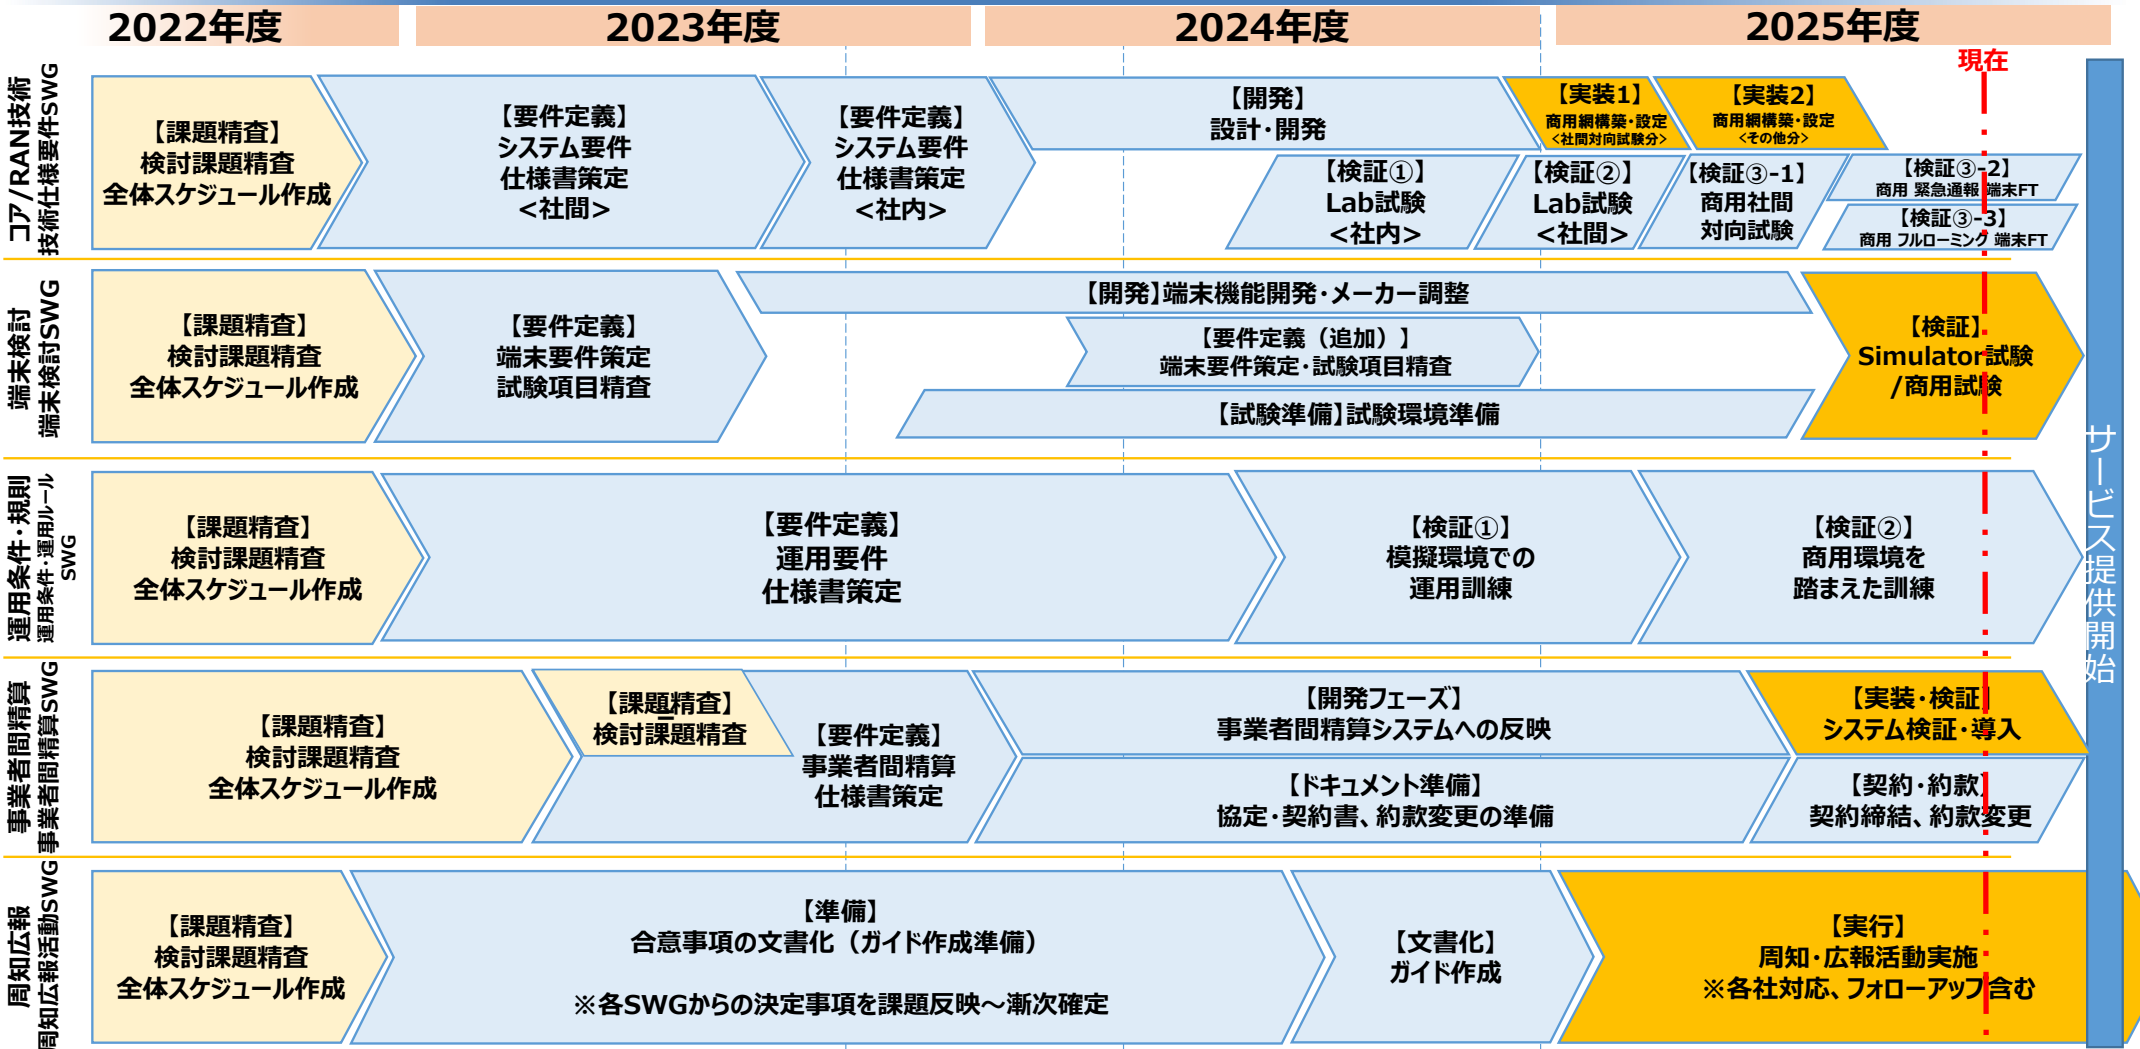 2022年度
2023年度
2024年度
2025年度
現在
コア/RAN技術
技術仕様要件SWG
【課題精査】
検討課題精査
全体スケジュール作成
【要件定義】
システム要件
仕様書策定
<社間>
【要件定義】
システム要件
仕様書策定
<社内>
【開発】
設計・開発
【実装1】
商用網構築・設定
<社間対向試験分>
【実装2】
商用網構築・設定
<その他分>
【検証①】
Lab試験
<社内>
【検証②】
Lab試験
<社間>
【検証③-1】
商用社間
対向試験
【検証③-2】
商用 緊急通報 端末FT
【検証③-3】
商用 フルローミング 端末FT
端末検討
端末検討SWG
【課題精査】
検討課題精査
全体スケジュール作成
【要件定義】
端末要件策定
試験項目精査
【開発】端末機能開発・メーカー調整
【要件定義（追加）】
端末要件策定・試験項目精査
【試験準備】試験環境準備
【検証】
Simulator試験
/商用試験
運用条件・規則
運用条件・運用ルール
SWG
【課題精査】
検討課題精査
全体スケジュール作成
【要件定義】
運用要件
仕様書策定
【検証①】
模擬環境での
運用訓練
【検証②】
商用環境を
踏まえた訓練
事業者間精算
事業者間精算SWG
【課題精査】
検討課題精査
全体スケジュール作成
【課題精査】
検討課題精査
【要件定義】
事業者間精算
仕様書策定
【開発フェーズ】
事業者間精算システムへの反映
【ドキュメント準備】
協定・契約書、約款変更の準備
【実装・検証】
システム検証・導入
【契約・約款】
契約締結、約款変更
周知広報
周知広報活動SWG
【課題精査】
検討課題精査
全体スケジュール作成
【準備】
合意事項の文書化（ガイド作成準備）
※各SWGからの決定事項を課題反映～漸次確定
【文書化】
ガイド作成
【実行】
周知・広報活動実施
※各社対応、フォローアップ含む
サービス提供開始